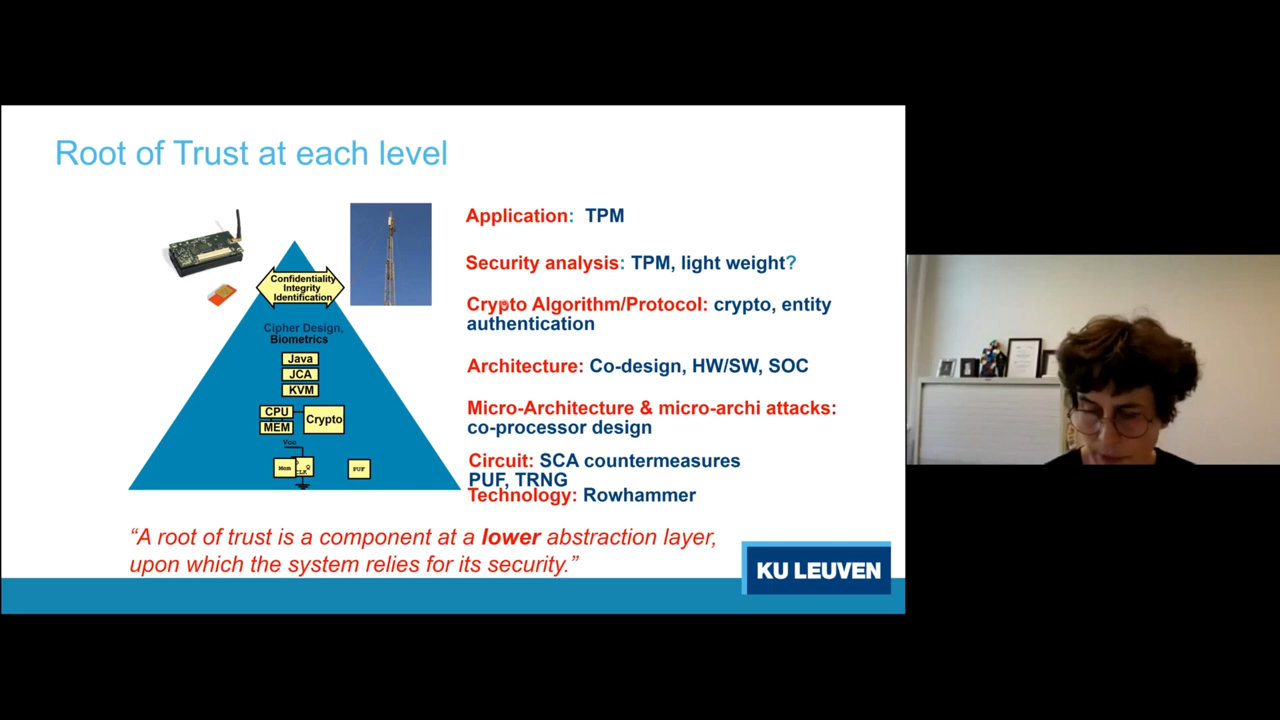 Root of Trust at each level
Confidentiality
Integrity
Identification
Cipher Design,
Biometrics
Java
JCA
KVM
CPU
MEM
Crypto
Vcc
Mem
D Q
CLK
PUF
Application: TPM
Security analysis: TPM, light weight?
Crypto Algorithm/Protocol: crypto, entity
authentication
Architecture: Co-design, HW/SW, SOC
Micro-Architecture & micro-archi attacks:
co-processor design
Circuit: SCA countermeasures
PUF, TRNG
Technology: Rowhammer
“A root of trust is a component at a lower abstraction layer,
upon which the system relies for its security.”
KU LEUVEN